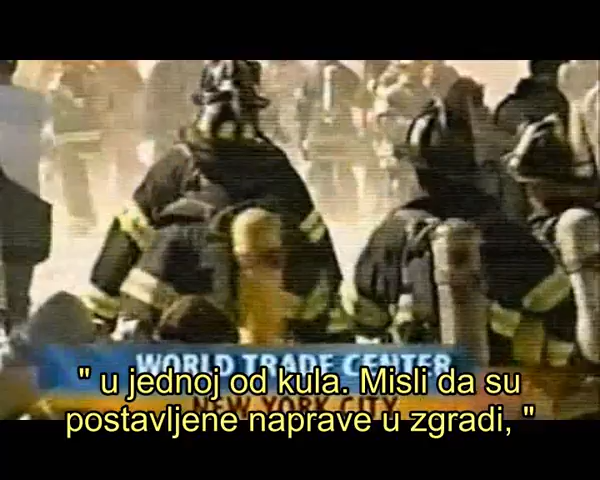 WORLD TRADE CENTER
NEW YORK CITY
" u jednoj od kula. Misli da su
postavljene naprave u zgradi, "